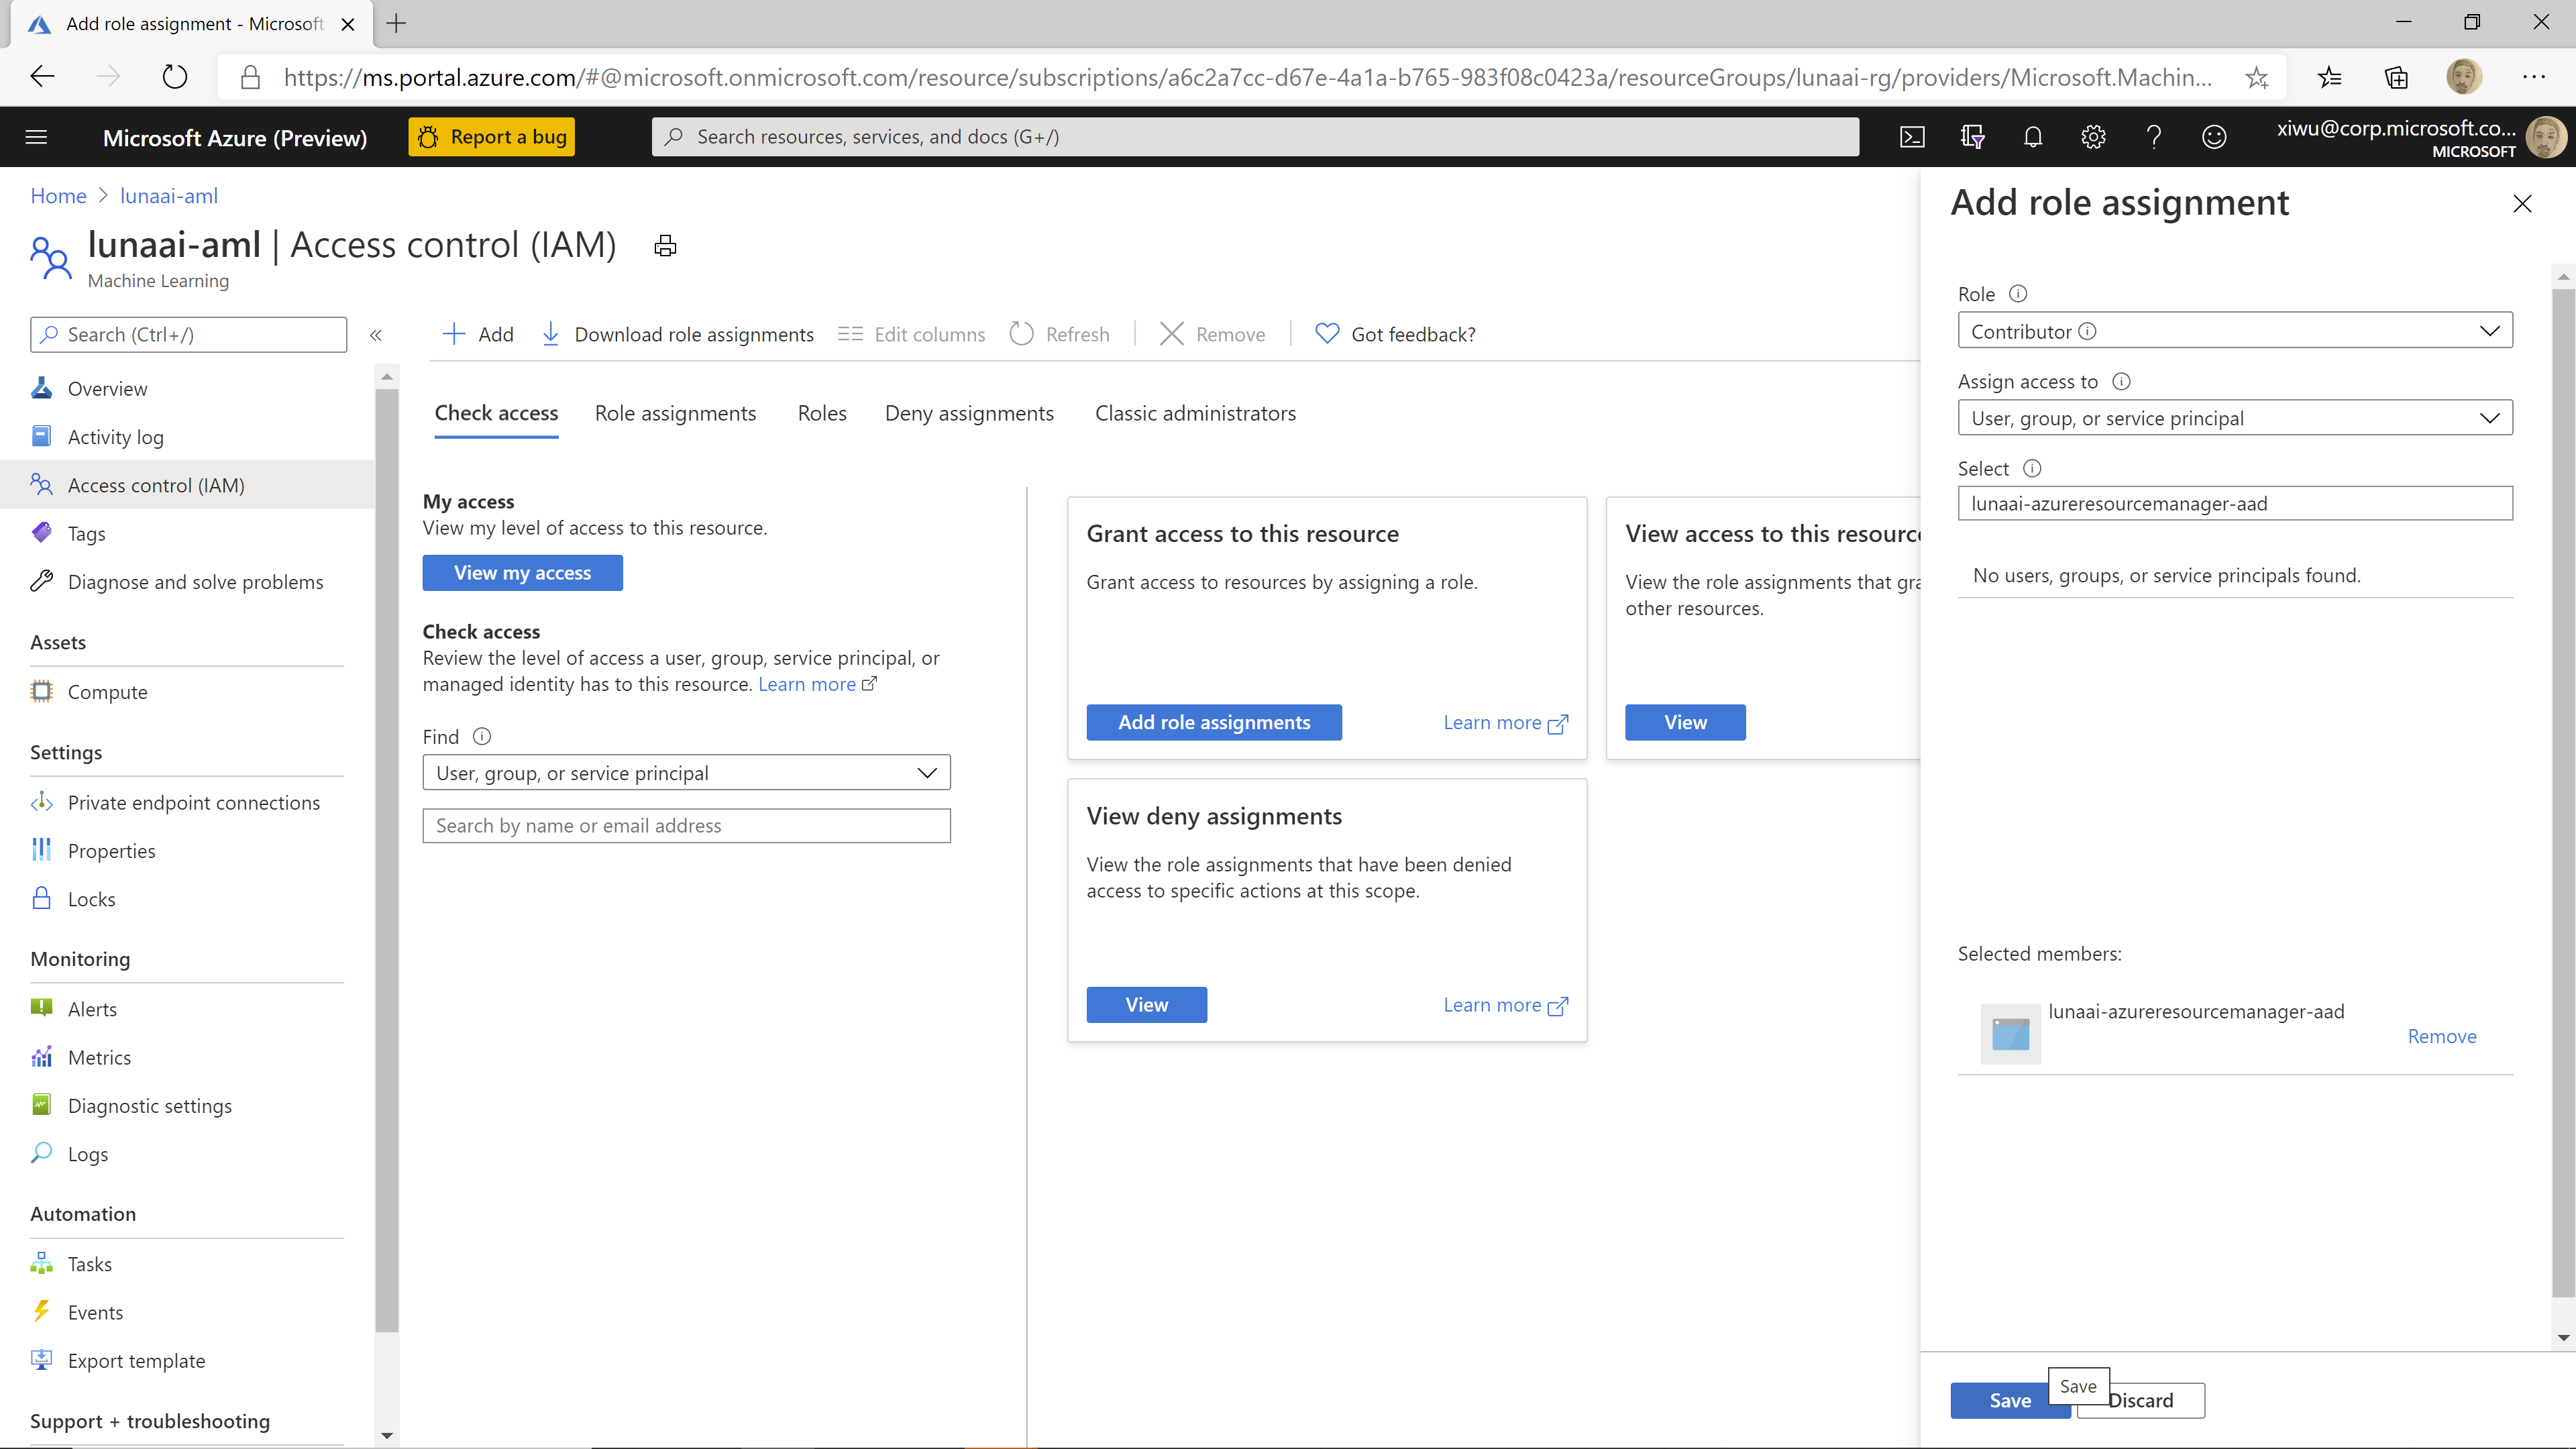 Add role assignment - Microsoft
https://ms.portal.azure.com/#@microsoft.onmicrosoft.com/resource/subscriptions/a6c2a7cc-d67e-4a1a-b765-983f08c0423a/resourceGroups/lunaai-rg/providers/Microsoft.Machin...
Microsoft Azure (Preview)
Report a bug
Search resources, services, and docs (G+/)
xiwu@corp.microsoft.co...
MICROSOFT
Home > lunaai-aml
lunaai-aml | Access control (IAM)
Machine Learning
Search (Ctrl+/)
Overview
Activity log
Access control (IAM)
Tags
Diagnose and solve problems
Assets
Compute
Settings
Private endpoint connections
Properties
Locks
Monitoring
Alerts
Metrics
Diagnostic settings
Logs
Automation
Tasks
Events
Export template
Support + troubleshooting
Add
Download role assignments
Edit columns
Refresh
Remove
Got feedback?
Check access
Role assignments
Roles
Deny assignments
Classic administrators
My access
View my level of access to this resource.
View my access
Check access
Review the level of access a user, group, service principal, or
managed identity has to this resource. Learn more
Find
User, group, or service principal
Search by name or email address
Grant access to this resource
Grant access to resources by assigning a role.
Add role assignments
Learn more
View access to this resource
View the role assignments that gra
other resources.
View
View deny assignments
View the role assignments that have been denied
access to specific actions at this scope.
View
Learn more
Add role assignment
Role
Contributor
Assign access to
User, group, or service principal
Select
lunaai-azureresourcemanager-aad
No users, groups, or service principals found.
Selected members:
lunaai-azureresourcemanager-aad
Remove
Save
Save
Discard